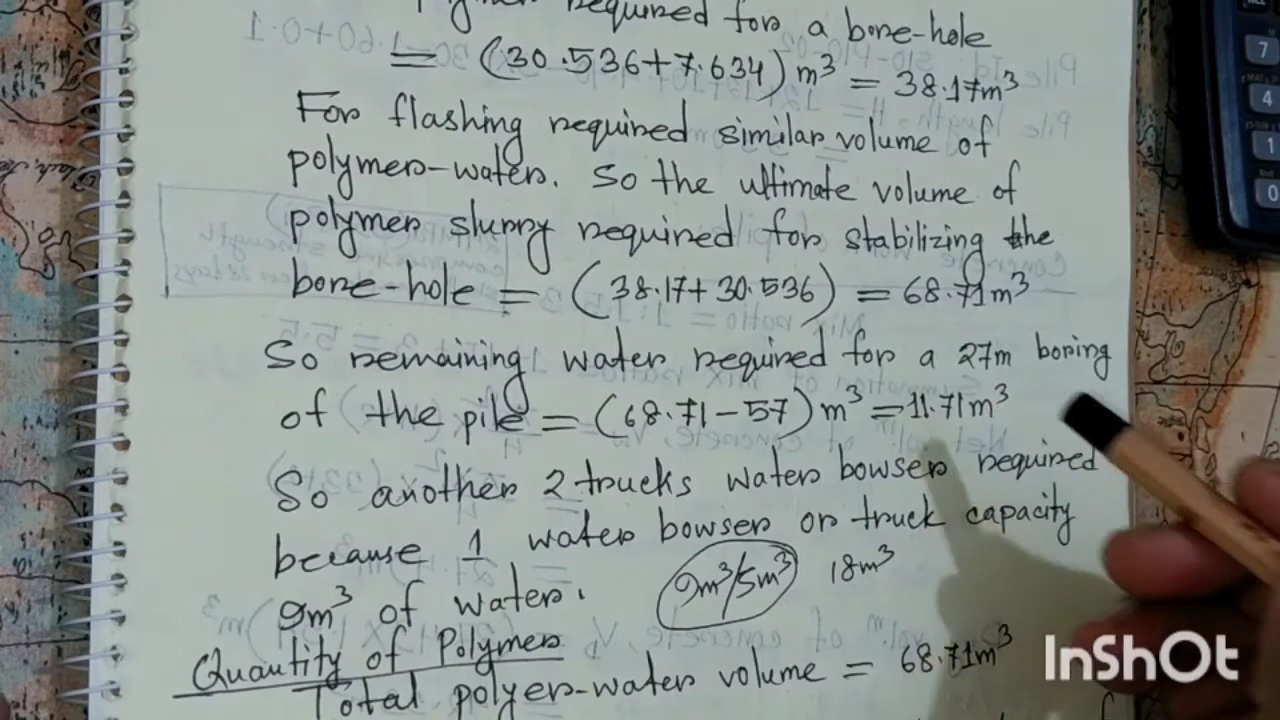 required for a bore-hole
= (30.536+7.634) m³ = 38.17m³
For flashing required similar volume of
polymer-water. So the ultimate volume of
polymer slurry required for stabilizing the
bore-hole = (38.17+30.536) = 68.71m³
So remaining water required for a 27m boring
of the pile = (68.71-57) m³ = 11.71m³
So another 2 trucks water bowser required
because 1 water bowser or truck capacity
9m³ of water. 9m³/5m³ 18m³
Quantity of Polymer
Total polyer-water volume = 68.71m³
InShOt
7
4
1
0